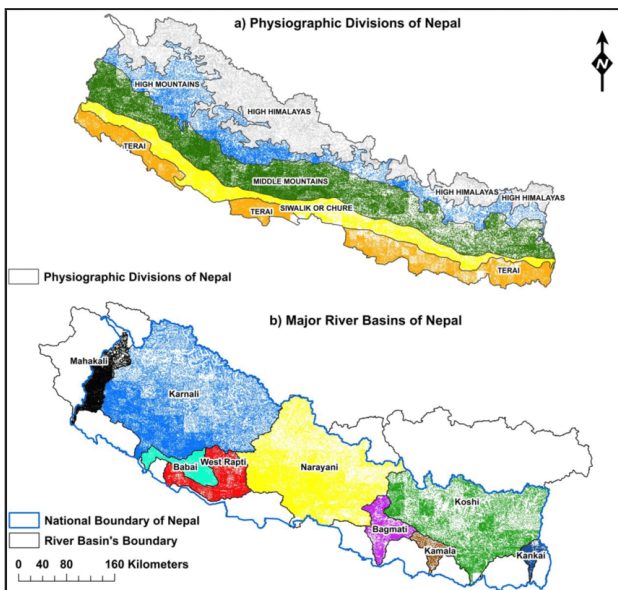 a) Physiographic Divisions of Nepal
N
HIGH MOUNTAINS
HIGH HIMALAYAS
TERAI
MIDDLE MOUNTAINS
HIGH HIMALAYAS
HIGH HIMALAYAS
SIWALIK OR CHURE
TERAI
TERAI
Physiographic Divisions of Nepal
b) Major River Basins of Nepal
Mahakali
Karnali
West Rapti
Babai
Narayani
Koshi
National Boundary of Nepal
Bagmati
River Basin's Boundary
Kamala
Kankai
0 40 80 160 Kilometers